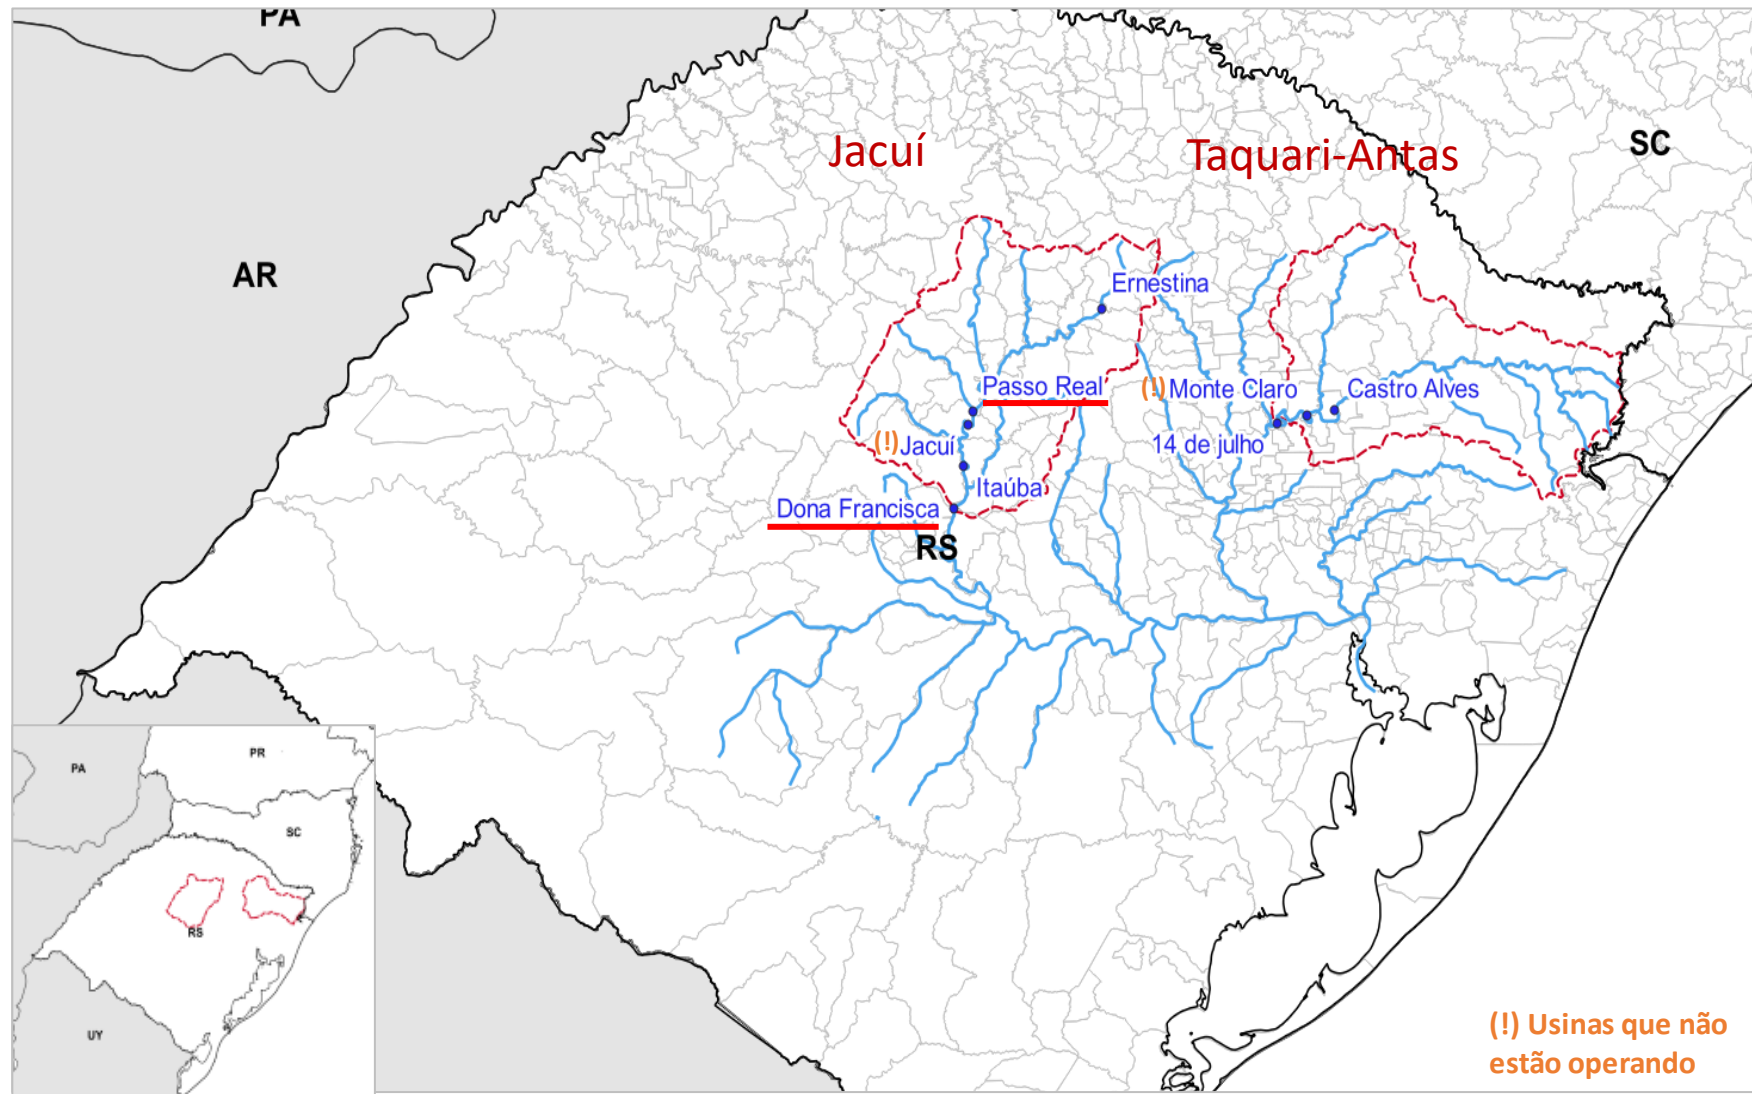 PA
Jacuí
Taquari-Antas
SC
AR
Ernestina
Passo Real
(!) Monte Claro
Castro Alves
(!) Jacuí
14 de julho
Itaúba
Dona Francisca
RS
PA
PR
SC
RS
UY
(!) Usinas que não
estão operando